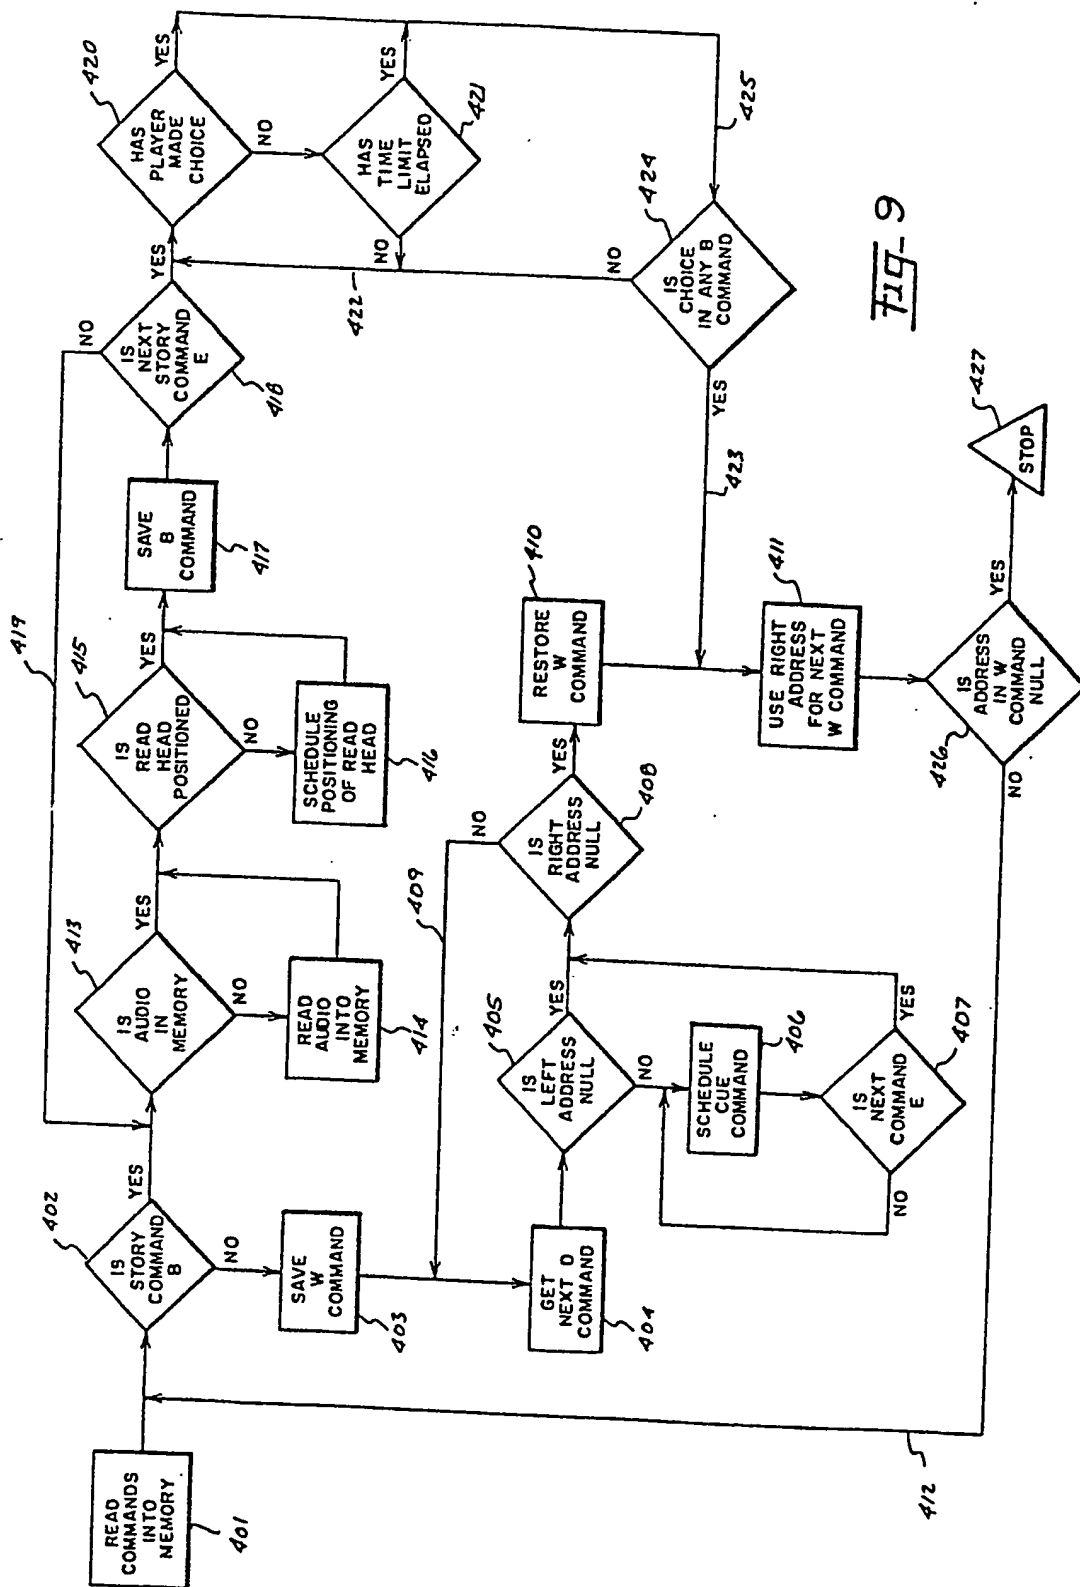 READ
COMMANDS
INTO
MEMORY
401
IS
STORY
COMMAND
B
402
YES
NO
SAVE
W
COMMAND
403
GET
NEXT D
COMMAND
404
IS
LEFT
ADDRESS
NULL
405
YES
NO
SCHEDULE
CUE
COMMAND
406
IS
NEXT
COMMAND
E
407
YES
NO
IS
RIGHT
ADDRESS
NULL
408
NO
YES
409
RESTORE
W
COMMAND
410
USE RIGHT
ADDRESS
FOR NEXT
W COMMAND
411
412
IS
AUDIO
IN
MEMORY
413
YES
NO
READ
AUDIO
INTO
MEMORY
414
IS
READ
HEAD
POSITIONED
415
YES
NO
SCHEDULE
POSITIONING
OF READ
HEAD
416
SAVE
B
COMMAND
417
IS
NEXT
STORY
COMMAND
E
418
NO
YES
419
HAS
PLAYER
MADE
CHOICE
420
YES
NO
HAS
TIME
LIMIT
ELAPSED
421
YES
NO
422
IS
CHOICE
IN ANY B
COMMAND
424
NO
YES
423
425
IS
ADDRESS
IN W
COMMAND
NULL
426
YES
NO
STOP
427
Fig-9